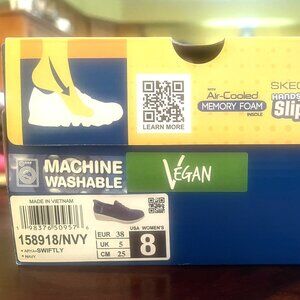 WITH
Air-Cooled
MEMORY FOAM
INSOLE
SKEC
HANDS
Slip
LEARN MORE
MACHINE
WASHABLE
VEGAN
MADE IN VIETNAM
158918/NVY
SWIFTLY
NAVY
EUR 38
UK 5
CM 25
USA WOMEN'S
8